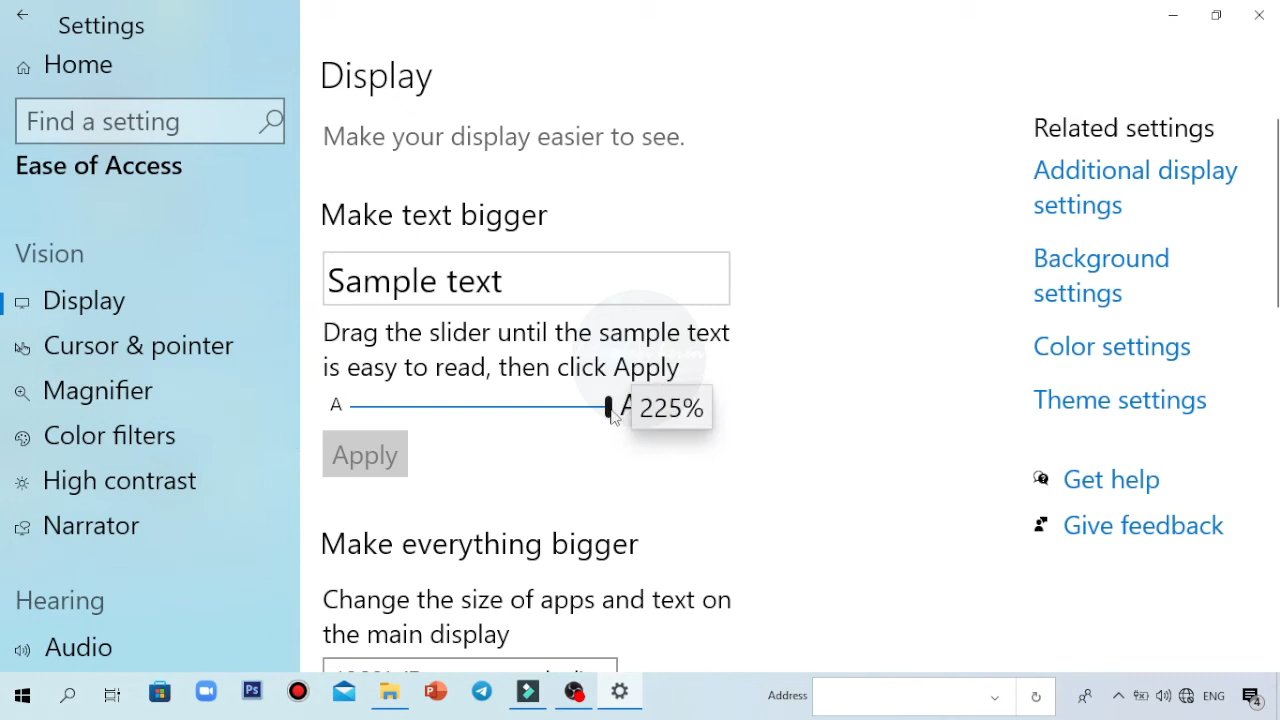 Settings
Home
Find a setting
Ease of Access
Vision
Display
Cursor & pointer
Magnifier
Color filters
High contrast
Narrator
Hearing
Audio
Display
Make your display easier to see.
Make text bigger
Sample text
Drag the slider until the sample text
is easy to read, then click Apply
A
225%
Apply
Make everything bigger
Change the size of apps and text on
the main display
Related settings
Additional display
settings
Background
settings
Color settings
Theme settings
Get help
Give feedback
Ps
Address
ENG
4